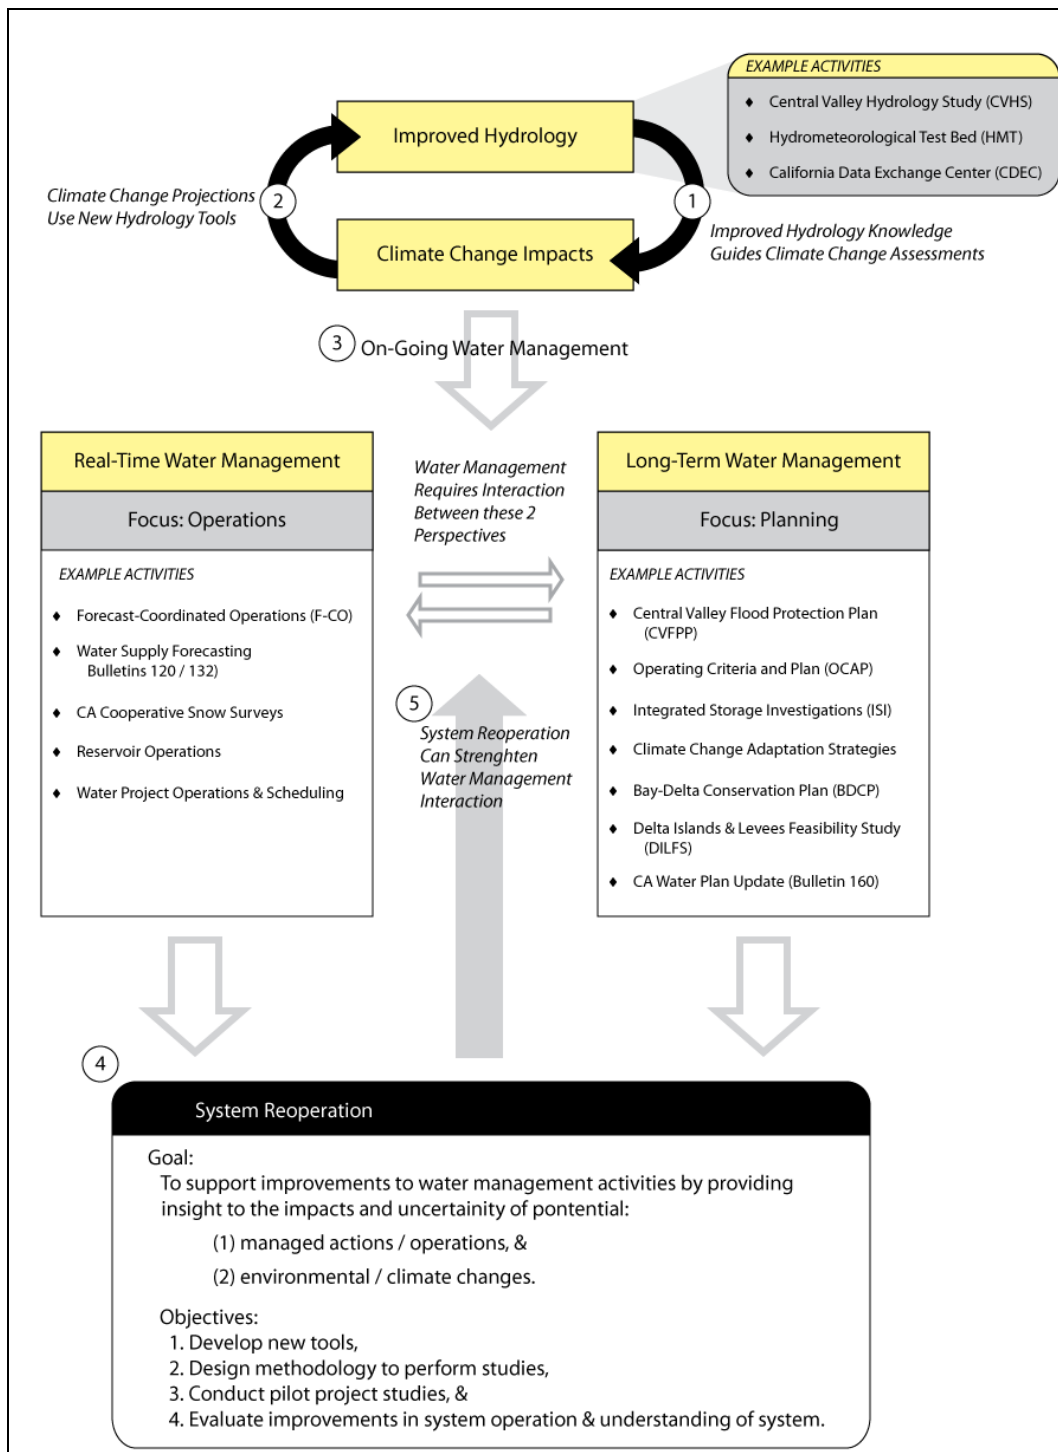 EXAMPLE ACTIVITIES
♦ Central Valley Hydrology Study (CVHS)
♦ Hydrometeorological Test Bed (HMT)
♦ California Data Exchange Center (CDEC)
Improved Hydrology
Climate Change Projections
Use New Hydrology Tools
2
1
Improved Hydrology Knowledge
Guides Climate Change Assessments
Climate Change Impacts
3 On-Going Water Management
Real-Time Water Management
Focus: Operations
EXAMPLE ACTIVITIES
♦ Forecast-Coordinated Operations (F-CO)
♦ Water Supply Forecasting
Bulletins 120 / 132)
♦ CA Cooperative Snow Surveys
♦ Reservoir Operations
♦ Water Project Operations & Scheduling
Water Management
Requires Interaction
Between these 2
Perspectives
5
System Reoperation
Can Strenghten
Water Management
Interaction
Long-Term Water Management
Focus: Planning
EXAMPLE ACTIVITIES
♦ Central Valley Flood Protection Plan
(CVFPP)
♦ Operating Criteria and Plan (OCAP)
♦ Integrated Storage Investigations (ISI)
♦ Climate Change Adaptation Strategies
♦ Bay-Delta Conservation Plan (BDCP)
♦ Delta Islands & Levees Feasibility Study
(DILFS)
♦ CA Water Plan Update (Bulletin 160)
4
System Reoperation
Goal:
To support improvements to water management activities by providing
insight to the impacts and uncertainity of pontential:
(1) managed actions / operations, &
(2) environmental / climate changes.
Objectives:
1. Develop new tools,
2. Design methodology to perform studies,
3. Conduct pilot project studies, &
4. Evaluate improvements in system operation & understanding of system.